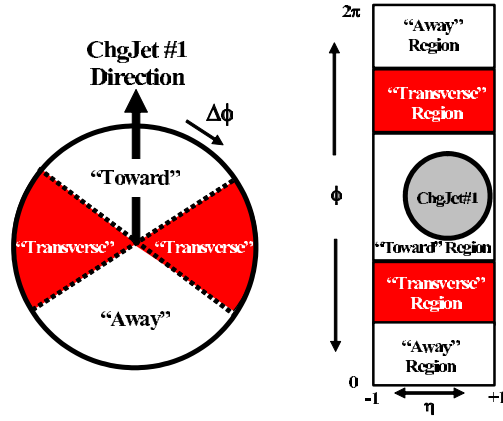 ChgJet #1
Direction
Δϕ
“Toward”
“Transverse”
“Transverse”
“Away”
2π
“Away”
Region
“Transverse”
Region
ϕ
ChgJet#1
“Toward” Region
“Transverse”
Region
“Away”
Region
0
-1
η
+1